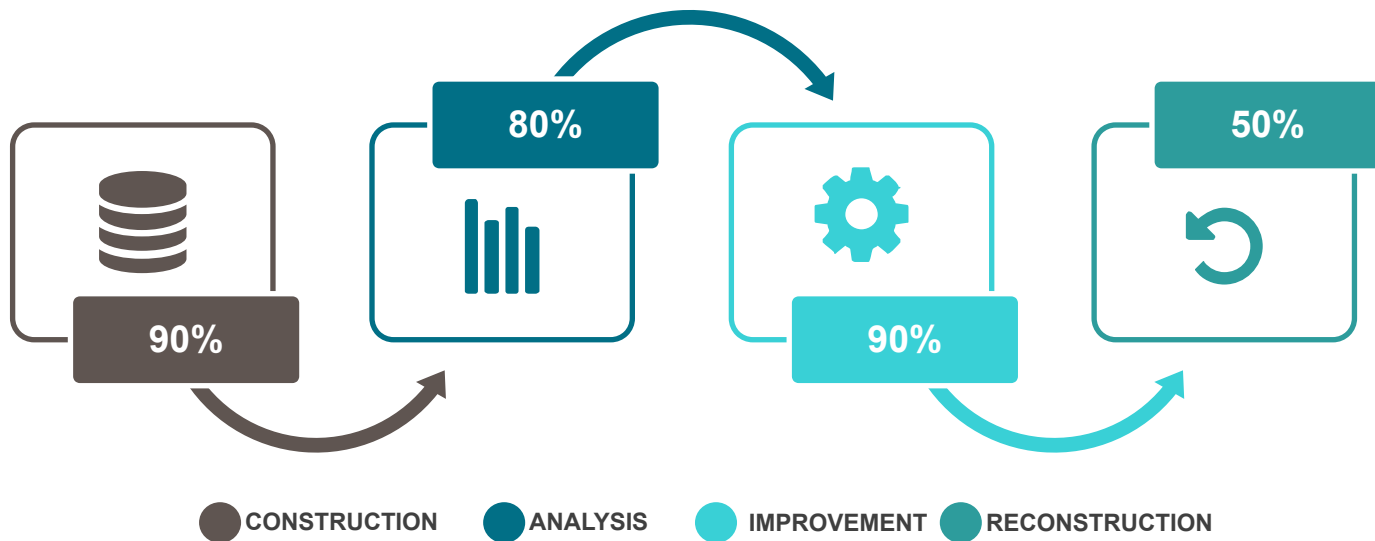 80%
50%
90%
90%
CONSTRUCTION
ANALYSIS
IMPROVEMENT
RECONSTRUCTION